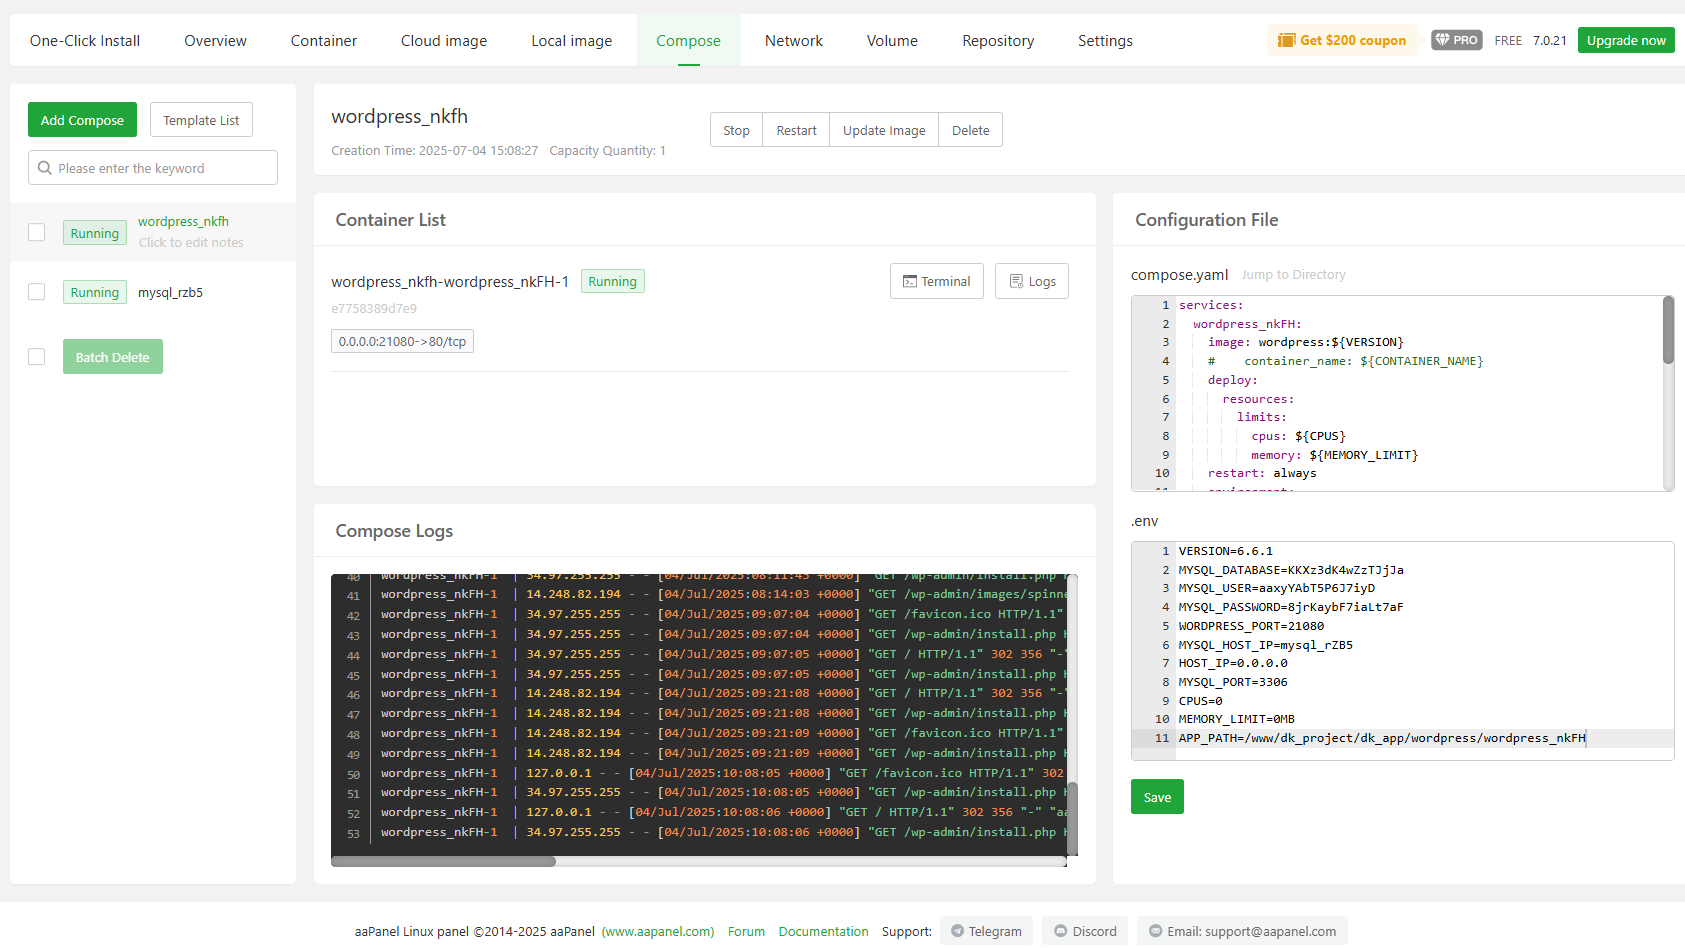 One-Click Install Overview Container Cloud image Local image Compose Network Volume Repository Settings Get $200 coupon PRO FREE 7.0.21 Upgrade now
Add Compose Template List
Please enter the keyword
Running wordpress_nkfh
Click to edit notes
Running mysql_rzb5
Batch Delete
wordpress_nkfh
Creation Time: 2025-07-04 15:08:27 Capacity Quantity: 1
Stop Restart Update Image Delete
Container List
wordpress_nkfh-wordpress_nkFH-1 Running Terminal Logs
e7758389d7e9
0.0.0.0:21080->80/tcp
Compose Logs
40 wordpress_nkFH-1 | 34.97.255.255 - - [04/Jul/2025:08:11:43 +0000] "GET /wp-admin/install.php
41 wordpress_nkFH-1 | 14.248.82.194 - - [04/Jul/2025:08:14:03 +0000] "GET /wp-admin/images/spinne
42 wordpress_nkFH-1 | 34.97.255.255 - - [04/Jul/2025:09:07:04 +0000] "GET /favicon.ico HTTP/1.1"
43 wordpress_nkFH-1 | 34.97.255.255 - - [04/Jul/2025:09:07:04 +0000] "GET /wp-admin/install.php H
44 wordpress_nkFH-1 | 34.97.255.255 - - [04/Jul/2025:09:07:05 +0000] "GET / HTTP/1.1" 302 356 "-"
45 wordpress_nkFH-1 | 34.97.255.255 - - [04/Jul/2025:09:07:05 +0000] "GET /wp-admin/install.php H
46 wordpress_nkFH-1 | 14.248.82.194 - - [04/Jul/2025:09:21:08 +0000] "GET / HTTP/1.1" 302 356 "-"
47 wordpress_nkFH-1 | 14.248.82.194 - - [04/Jul/2025:09:21:08 +0000] "GET /wp-admin/install.php H
48 wordpress_nkFH-1 | 14.248.82.194 - - [04/Jul/2025:09:21:09 +0000] "GET /favicon.ico HTTP/1.1"
49 wordpress_nkFH-1 | 14.248.82.194 - - [04/Jul/2025:09:21:09 +0000] "GET /wp-admin/install.php H
50 wordpress_nkFH-1 | 127.0.0.1 - - [04/Jul/2025:10:08:05 +0000] "GET /favicon.ico HTTP/1.1" 302
51 wordpress_nkFH-1 | 34.97.255.255 - - [04/Jul/2025:10:08:05 +0000] "GET /wp-admin/install.php H
52 wordpress_nkFH-1 | 127.0.0.1 - - [04/Jul/2025:10:08:06 +0000] "GET / HTTP/1.1" 302 356 "-" "aa
53 wordpress_nkFH-1 | 34.97.255.255 - - [04/Jul/2025:10:08:06 +0000] "GET /wp-admin/install.php H
Configuration File
compose.yaml Jump to Directory
1 services:
2 wordpress_nkFH:
3 image: wordpress:${VERSION}
4 # container_name: ${CONTAINER_NAME}
5 deploy:
6 resources:
7 limits:
8 cpus: ${CPUS}
9 memory: ${MEMORY_LIMIT}
10 restart: always
.env
1 VERSION=6.6.1
2 MYSQL_DATABASE=KKXz3dK4wZzTJjJa
3 MYSQL_USER=aaxyYAbT5P6J7iyD
4 MYSQL_PASSWORD=8jrKaybF7iaLt7aF
5 WORDPRESS_PORT=21080
6 MYSQL_HOST_IP=mysql_rZB5
7 HOST_IP=0.0.0.0
8 MYSQL_PORT=3306
9 CPUS=0
10 MEMORY_LIMIT=0MB
11 APP_PATH=/www/dk_project/dk_app/wordpress/wordpress_nkFH
Save
aaPanel Linux panel ©2014-2025 aaPanel (www.aapanel.com) Forum Documentation Support: Telegram Discord Email: support@aapanel.com